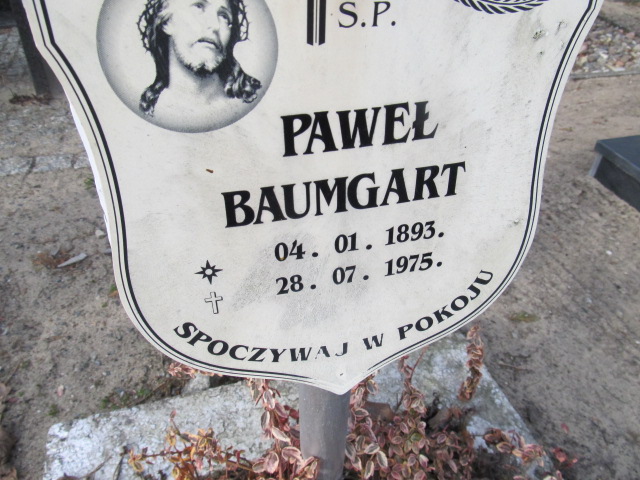 Ś.P.
PAWEŁ
BAUMGART
04. 01. 1893.
28. 07. 1975.
SPOCZYWAJ W POKOJU